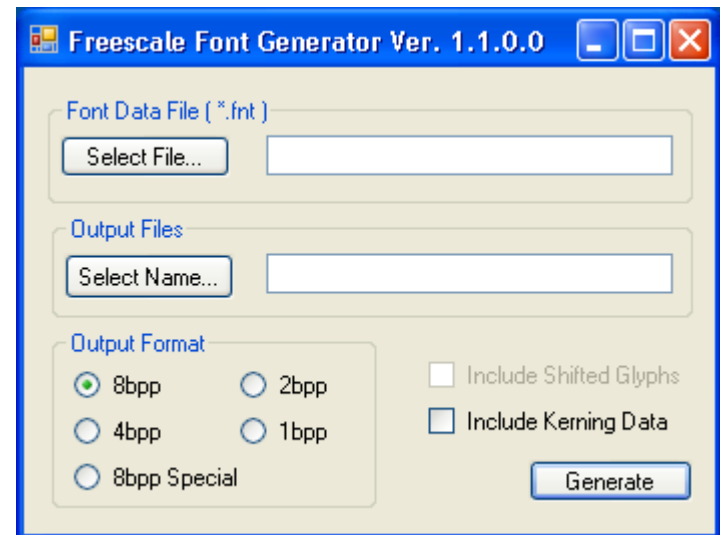 Freescale Font Generator Ver. 1.1.0.0
Font Data File ( *.fnt )
Select File...
Output Files
Select Name...
Output Format
8bpp 2bpp
4bpp 1bpp
8bpp Special
Include Shifted Glyphs
Include Kerning Data
Generate